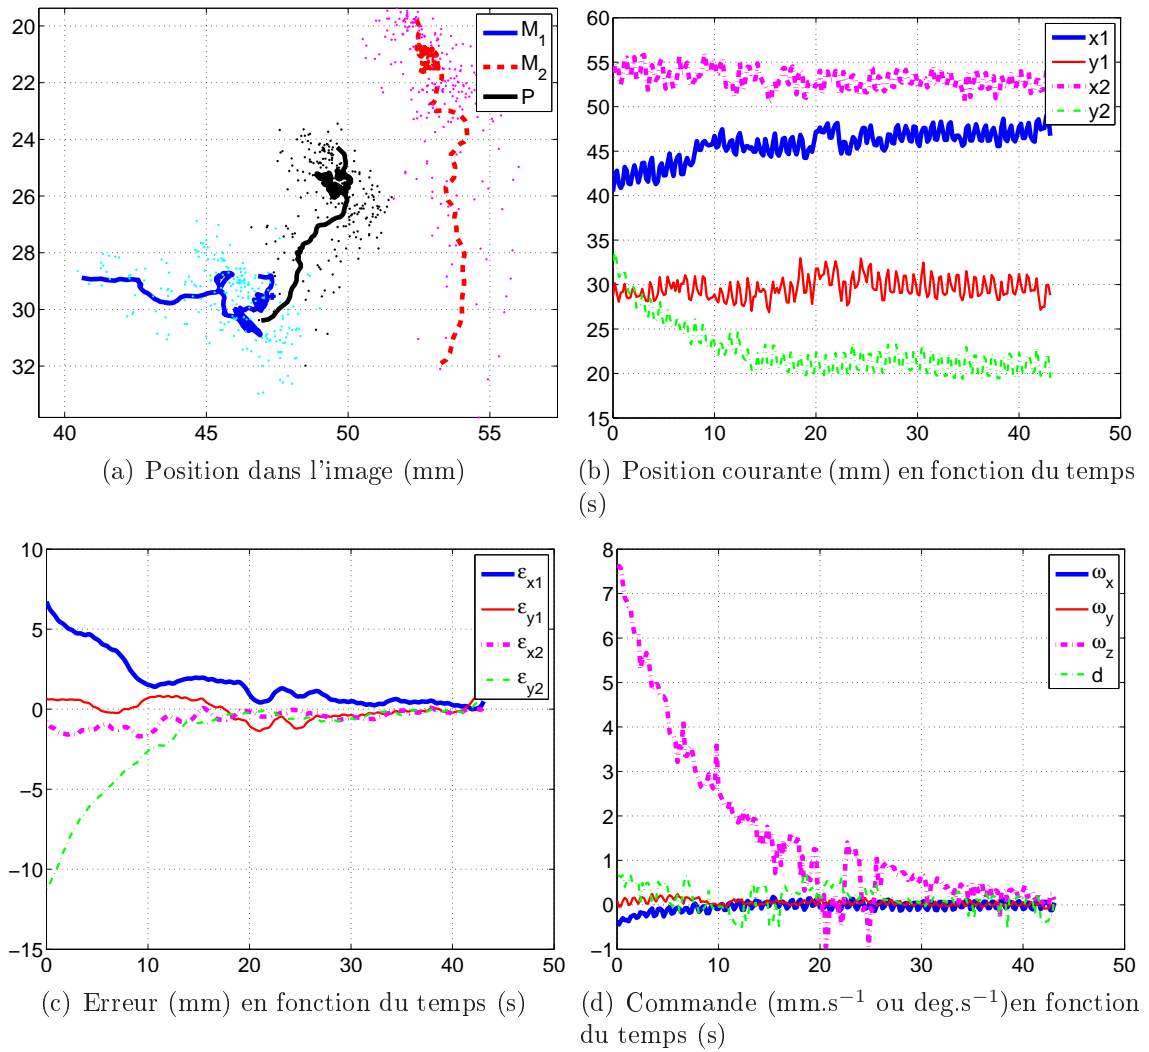 20
22
24
26
28
30
32
40
45
50
55
M1
M2
P
(a) Position dans l'image (mm)
60
55
50
45
40
35
30
25
20
15
0
10
20
30
40
50
x1
y1
x2
y2
(b) Position courante (mm) en fonction du temps
(s)
10
5
0
−5
−10
−15
0
10
20
30
40
50
εx1
εy1
εx2
εy2
(c) Erreur (mm) en fonction du temps (s)
8
7
6
5
4
3
2
1
0
−1
0
10
20
30
40
50
ωx
ωy
ωz
d
(d) Commande (mm.s−1 ou deg.s−1)en fonction
du temps (s)